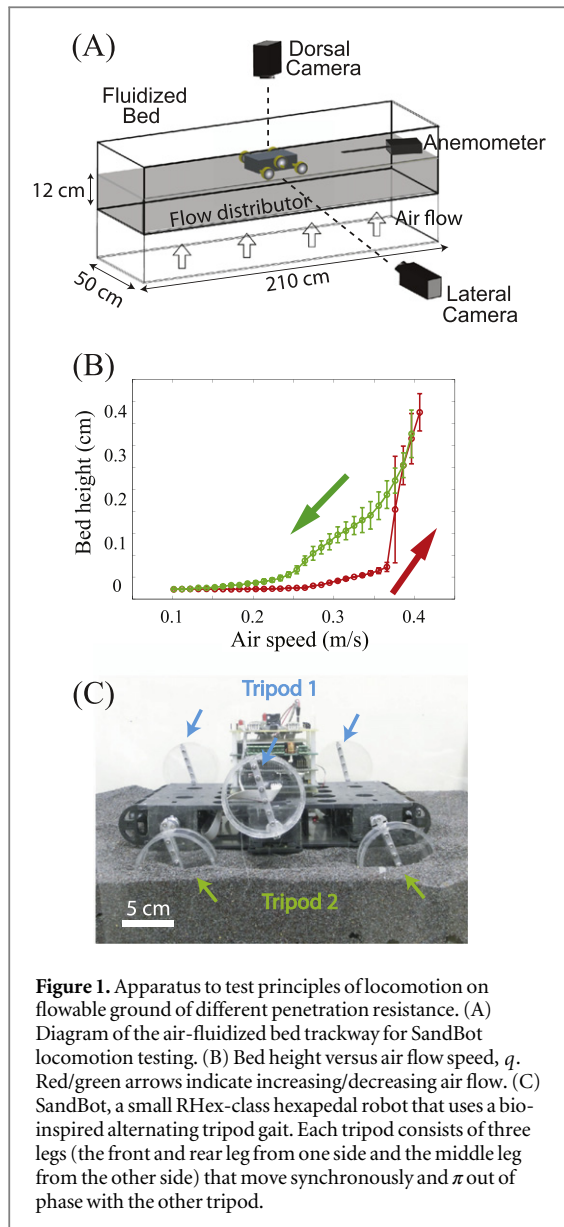 (A)
Dorsal
Camera
Fluidized
Bed
Anemometer
12 cm
Flow distributor
Air flow
50 cm
210 cm
Lateral
Camera
(B)
Bed height (cm)
0.4
0.3
0.2
0.1
0
0.1
0.2
0.3
0.4
Air speed (m/s)
(C)
Tripod 1
Tripod 2
5 cm
Figure 1. Apparatus to test principles of locomotion on
flowable ground of different penetration resistance. (A)
Diagram of the air-fluidized bed trackway for SandBot
locomotion testing. (B) Bed height versus air flow speed, q.
Red/green arrows indicate increasing/decreasing air flow. (C)
SandBot, a small RHex-class hexapedal robot that uses a bio-
inspired alternating tripod gait. Each tripod consists of three
legs (the front and rear leg from one side and the middle leg
from the other side) that move synchronously and π out of
phase with the other tripod.